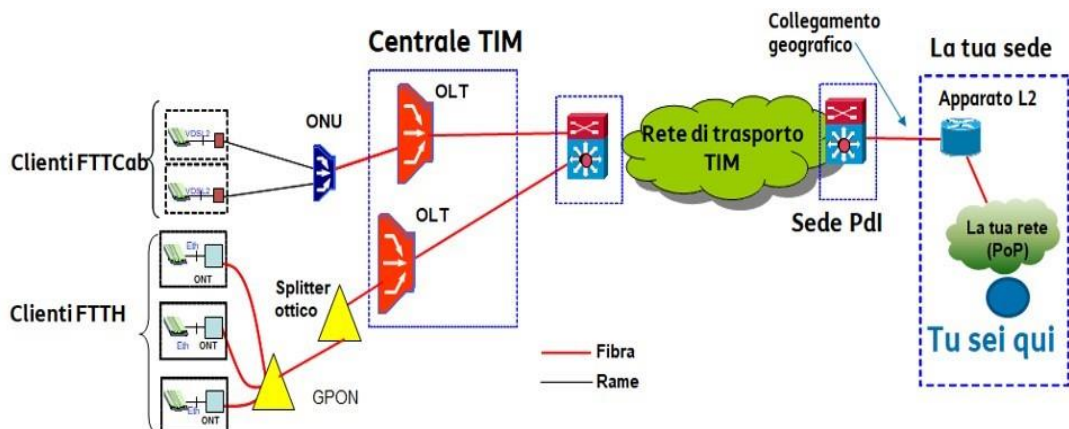 Collegamento
geografico
La tua sede
Centrale TIM
OLT
Apparato L2
ONU
VDSL2
Rete di trasporto
TIM
Clienti FTTCab
VDSL2
Sede PdI
OLT
La tua rete
(PoP)
Eth
ONT
Splitter
ottico
Clienti FTTH
Eth
ONT
Tu sei qui
Fibra
Rame
GPON
Eth
ONT